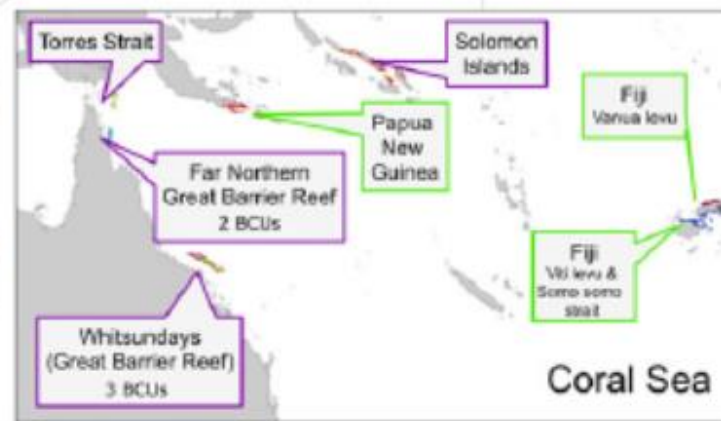 Torres Strait
Solomon
Islands
Fiji
Vanua levu
Papua
New
Guinea
Far Northern
Great Barrier Reef
2 BCUs
Fiji
Viti levu &
Somo somo
strait
Whitsundays
(Great Barrier Reef)
3 BCUs
Coral Sea